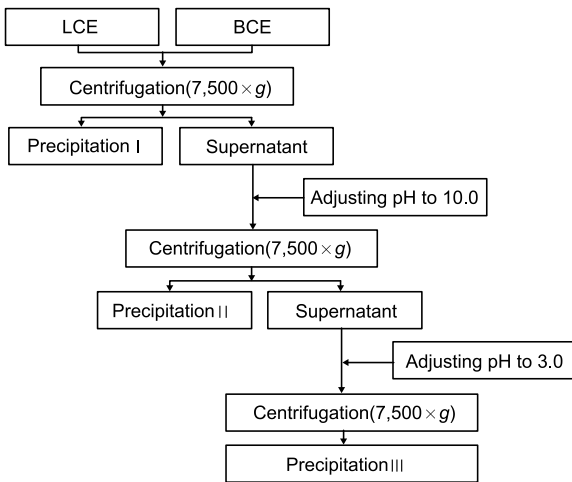 LCE
BCE
Centrifugation(7,500×g)
Precipitation I
Supernatant
Adjusting pH to 10.0
Centrifugation(7,500×g)
Precipitation II
Supernatant
Adjusting pH to 3.0
Centrifugation(7,500×g)
Precipitation III